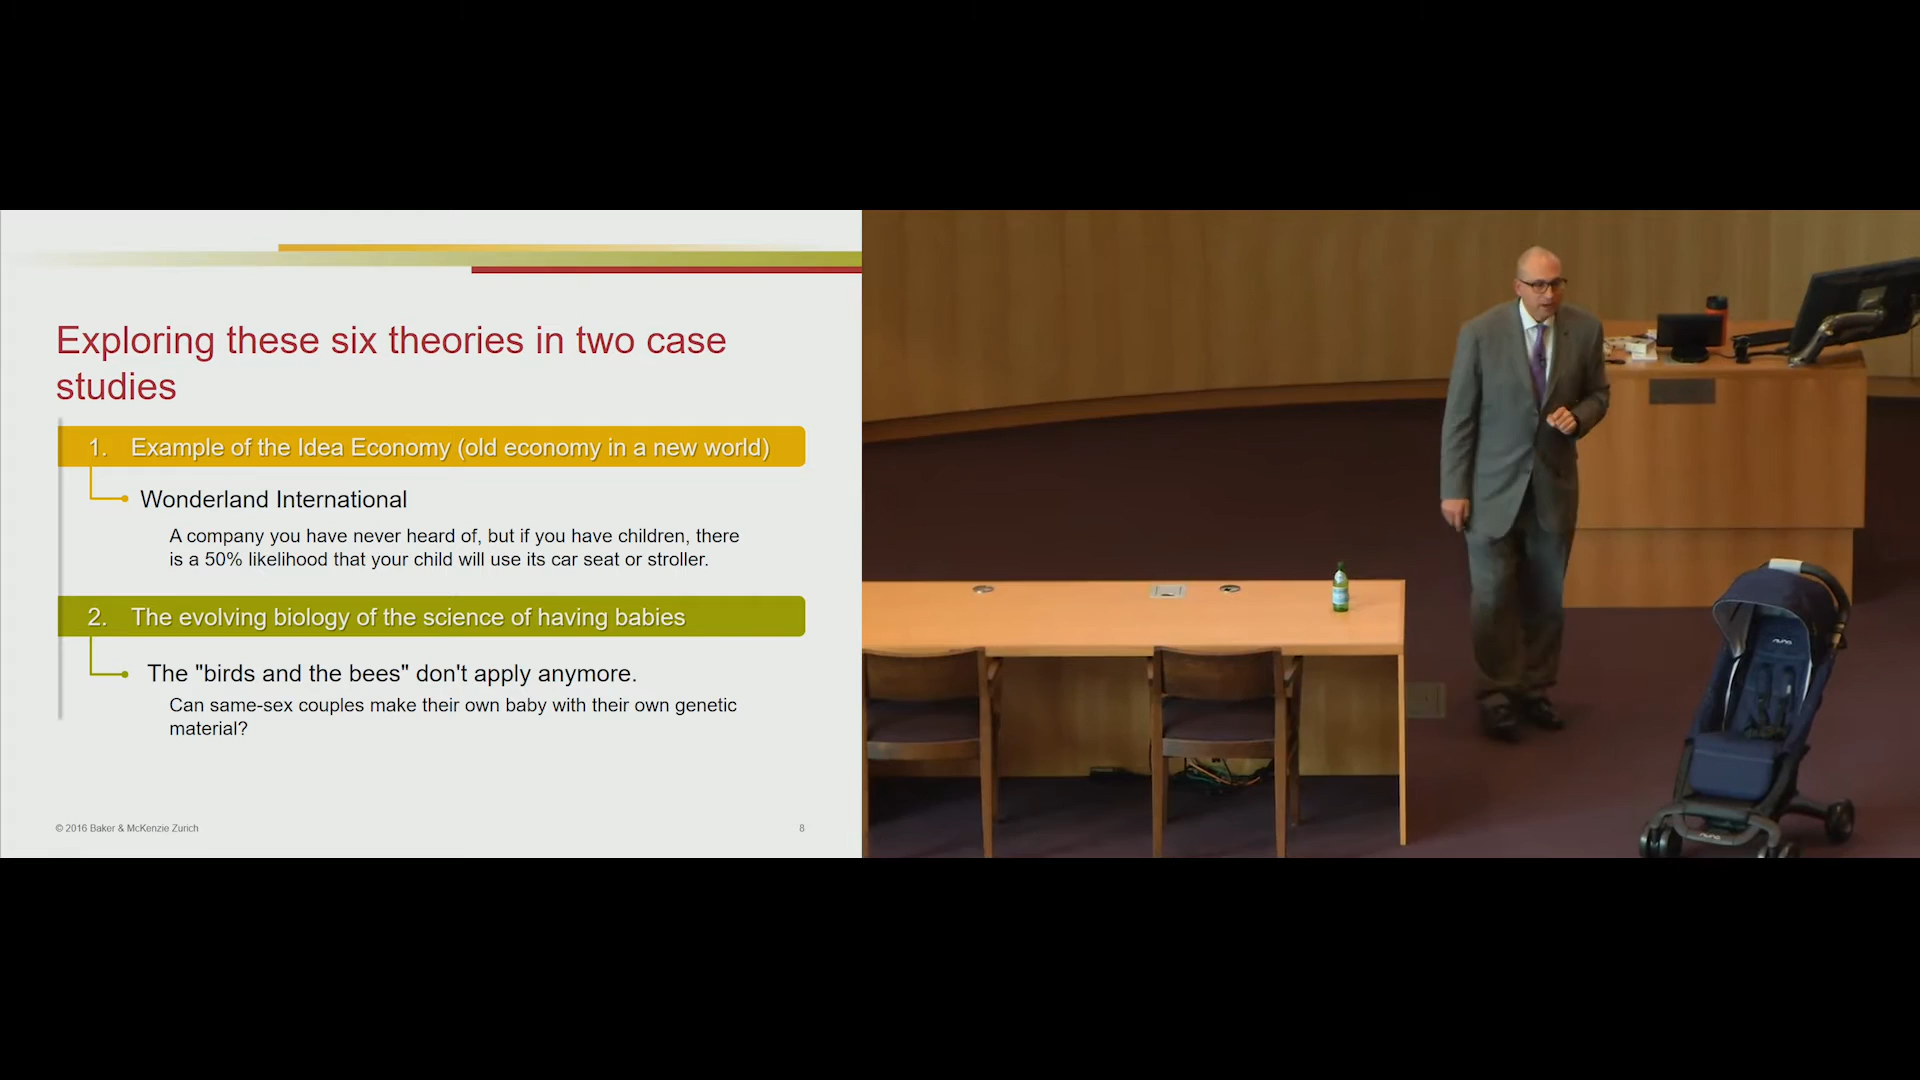 Exploring these six theories in two case
studies
1. Example of the Idea Economy (old economy in a new world)
Wonderland International
A company you have never heard of, but if you have children, there
is a 50% likelihood that your child will use its car seat or stroller.
2. The evolving biology of the science of having babies
The "birds and the bees" don't apply anymore.
Can same-sex couples make their own baby with their own genetic
material?
© 2016 Baker & McKenzie Zurich
8
nuna
nuna